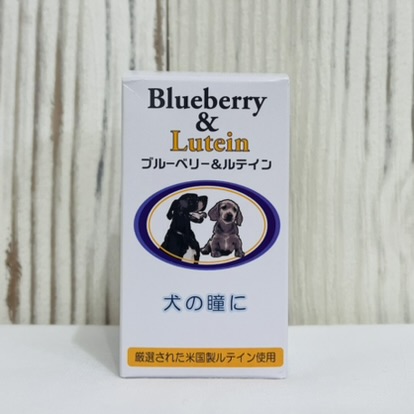 Blueberry
&
Lutein
ブルーベリー&ルテイン
犬の瞳に
厳選された米国製ルテイン使用